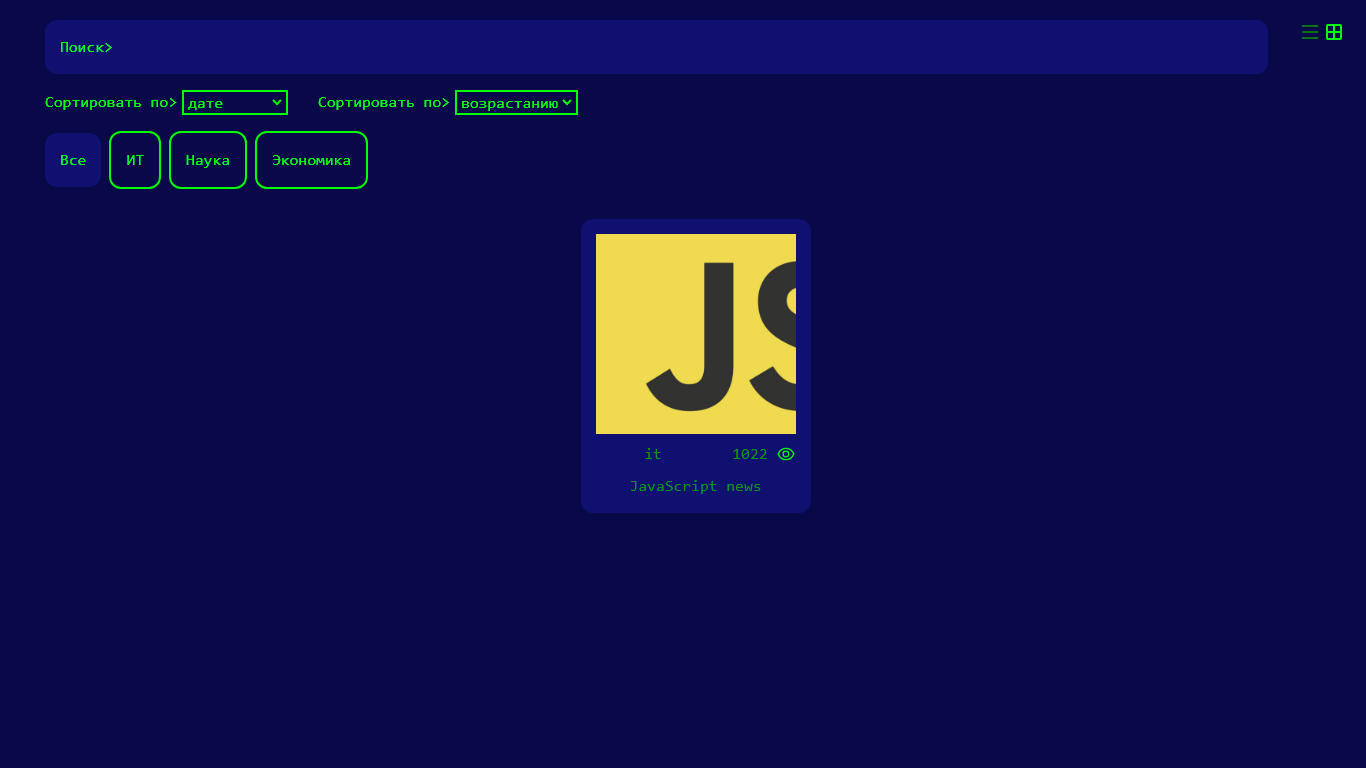 Поиск>
Сортировать по> дате Сортировать по> возрастанию
Все ИТ Наука Экономика
JS
it 1022
JavaScript news